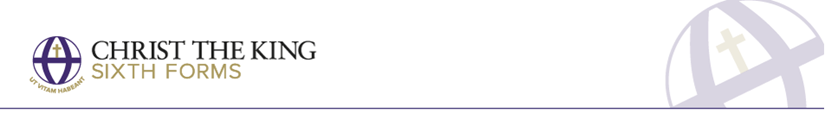 CHRIST THE KING
SIXTH FORMS
UT VITAM HABEANT